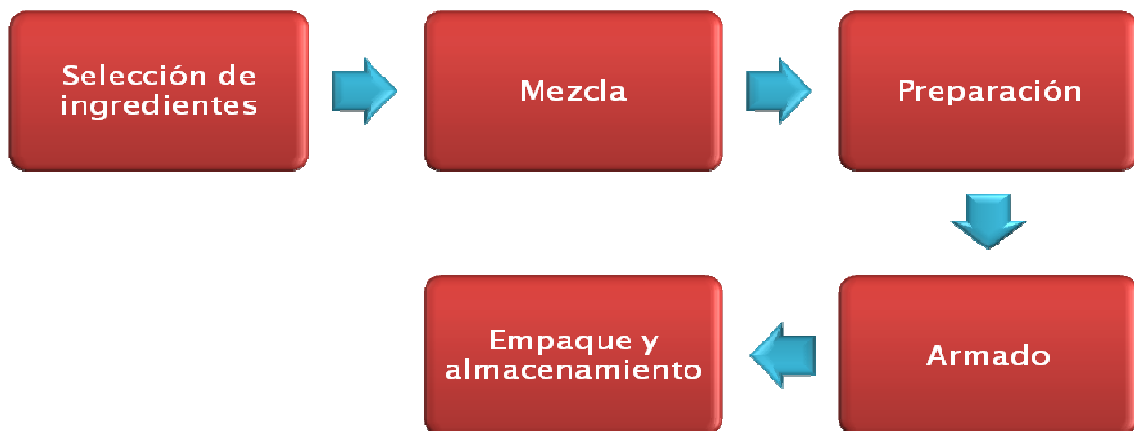 Selección de
ingredientes
Mezcla
Preparación
Armado
Empaque y
almacenamiento